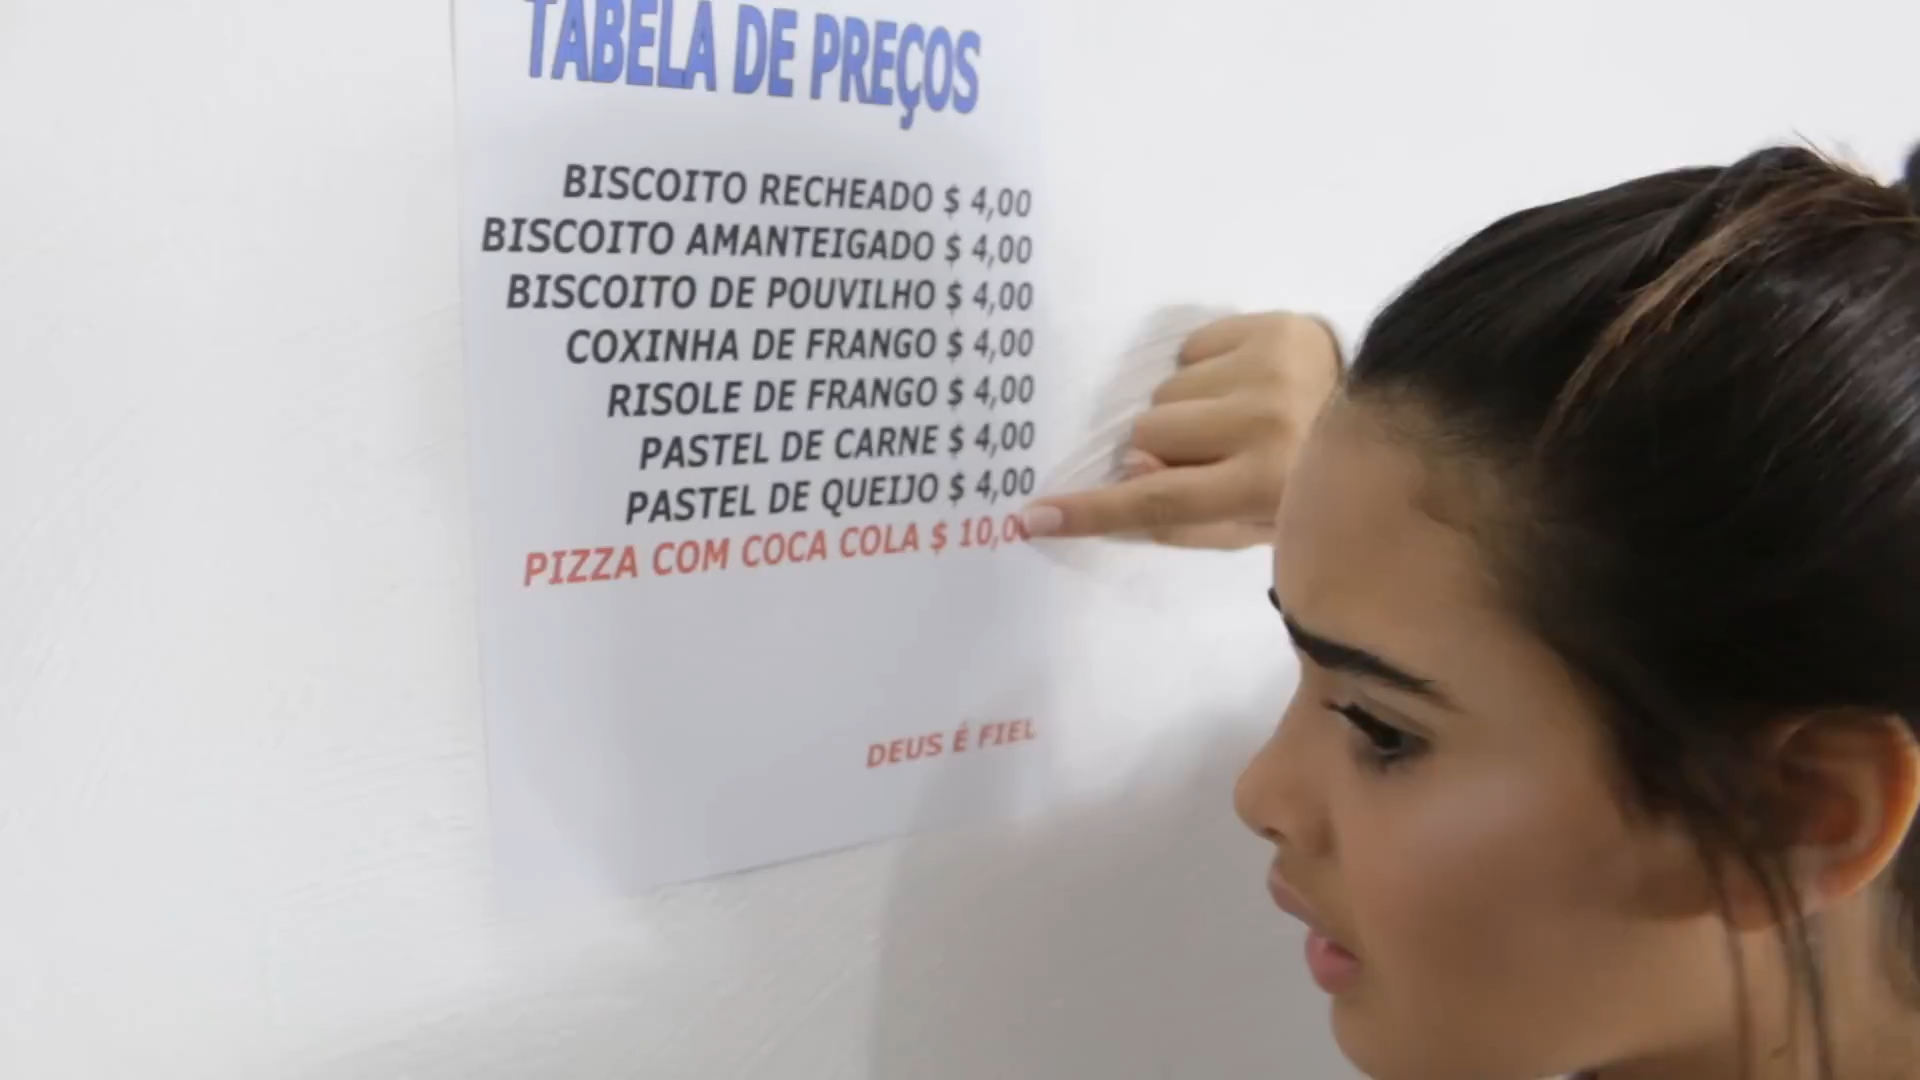 TABELA DE PREÇOS
BISCOITO RECHEADO $ 4,00
BISCOITO AMANTEIGADO $ 4,00
BISCOITO DE POUVILHO $ 4,00
COXINHA DE FRANGO $ 4,00
RISOLE DE FRANGO $ 4,00
PASTEL DE CARNE $ 4,00
PASTEL DE QUEIJO $ 4,00
PIZZA COM COCA COLA $ 10,00
DEUS É FIEL